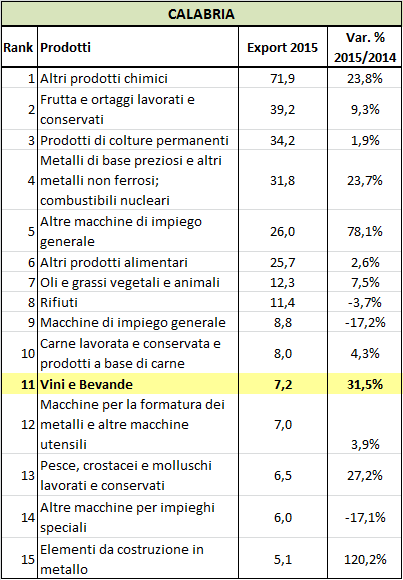 CALABRIA
Rank Prodotti Export 2015 Var. % 2015/2014
1 Altri prodotti chimici 71,9 23,8%
2 Frutta e ortaggi lavorati e conservati 39,2 9,3%
3 Prodotti di colture permanenti 34,2 1,9%
4 Metalli di base preziosi e altri metalli non ferrosi; combustibili nucleari 31,8 23,7%
5 Altre macchine di impiego generale 26,0 78,1%
6 Altri prodotti alimentari 25,7 2,6%
7 Oli e grassi vegetali e animali 12,3 7,5%
8 Rifiuti 11,4 -3,7%
9 Macchine di impiego generale 8,8 -17,2%
10 Carne lavorata e conservata e prodotti a base di carne 8,0 4,3%
11 Vini e Bevande 7,2 31,5%
12 Macchine per la formatura dei metalli e altre macchine utensili 7,0 3,9%
13 Pesce, crostacei e molluschi lavorati e conservati 6,5 27,2%
14 Altre macchine per impieghi speciali 6,0 -17,1%
15 Elementi da costruzione in metallo 5,1 120,2%